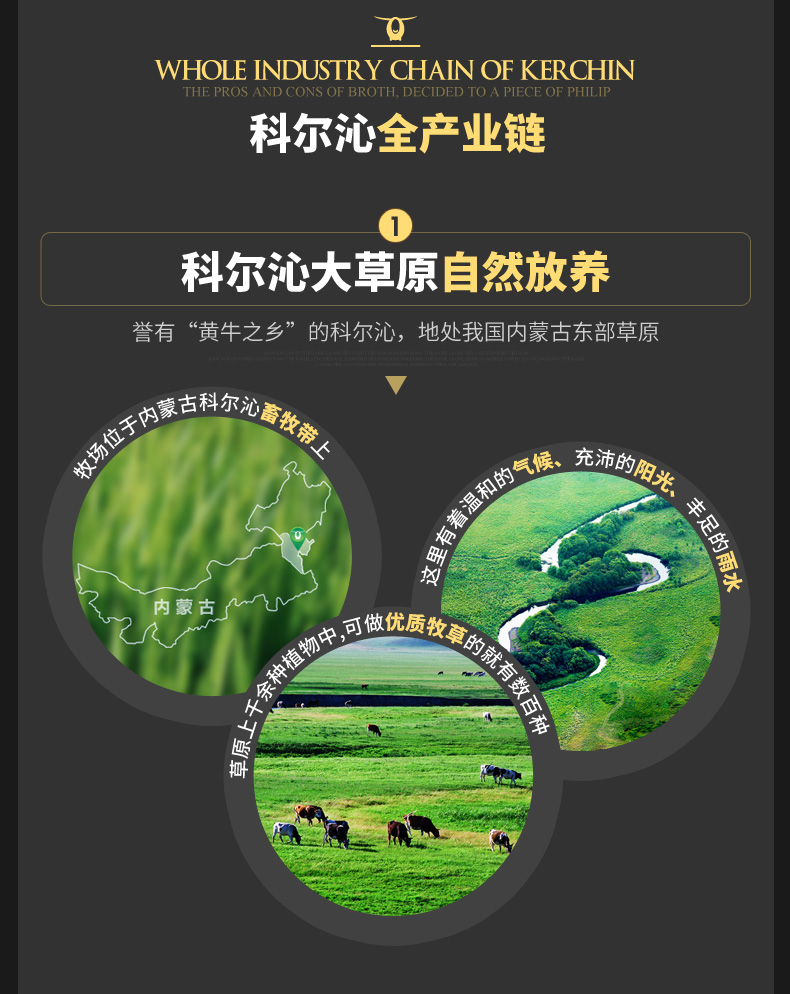 WHOLE INDUSTRY CHAIN OF KERCHIN
THE PROS AND CONS OF BROTH, DECIDED TO A PIECE OF PHILIP
科尔沁全产业链
1
科尔沁大草原自然放养
誉有“黄牛之乡”的科尔沁，地处我国内蒙古东部草原
牧场位于内蒙古科尔沁畜牧带上
内蒙古
这里有着温和的气候、充沛的阳光、丰足的雨水
草原上千余种植物中,可做优质牧草的就有数百种